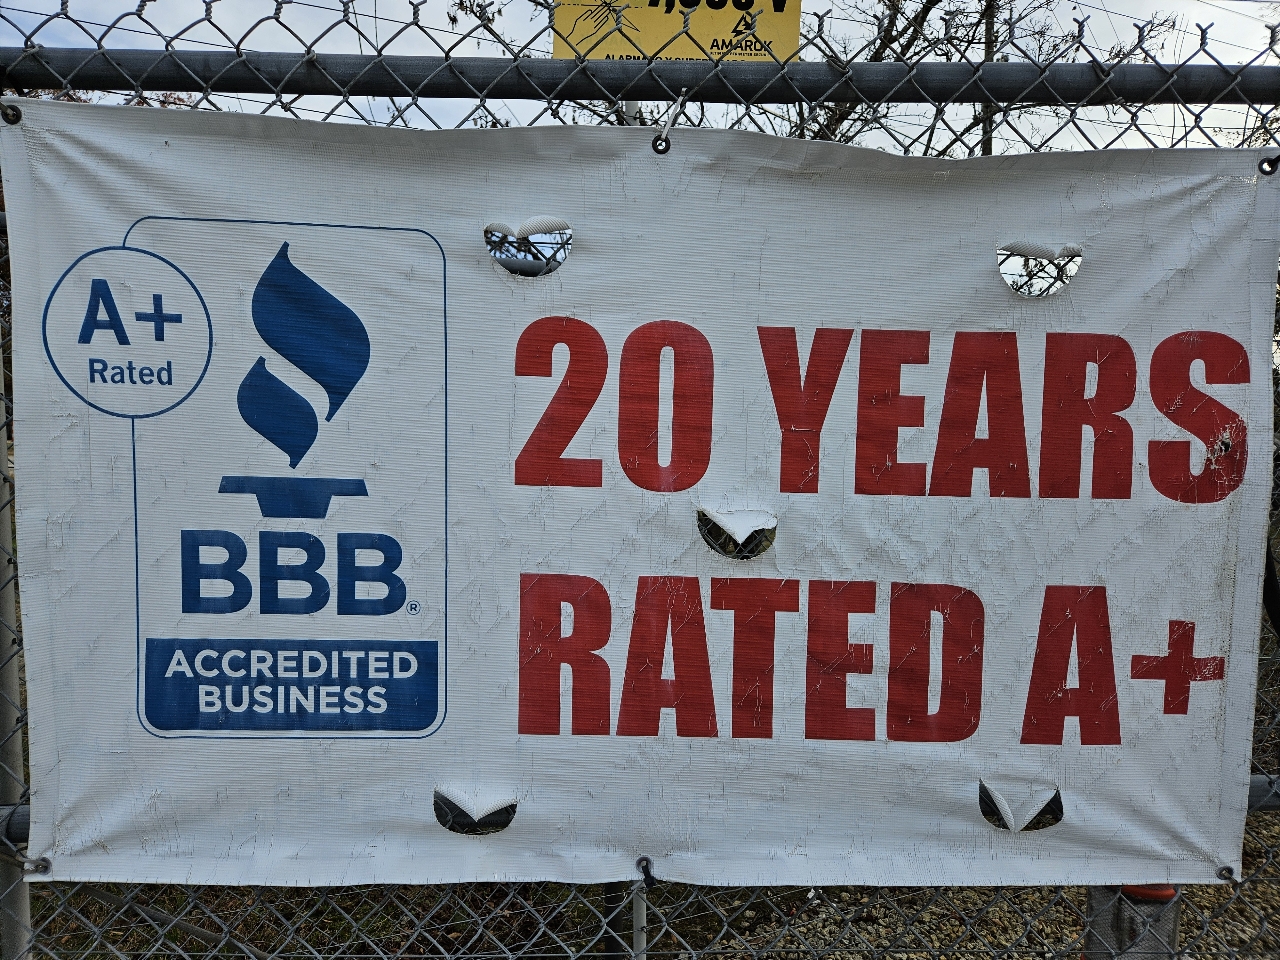 AMAROK
A+
Rated
BBB®
ACCREDITED
BUSINESS
20 YEARS
RATED A+